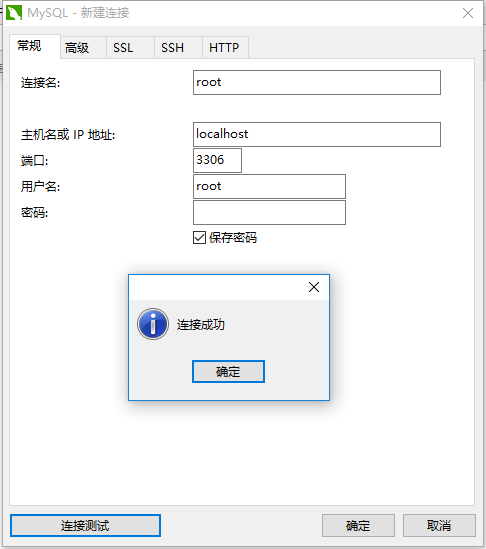 MySQL - 新建连接
常规
高级
SSL
SSH
HTTP
连接名:
root
主机名或 IP 地址:
localhost
端口:
3306
用户名:
root
密码:
保存密码
连接成功
确定
连接测试
确定
取消